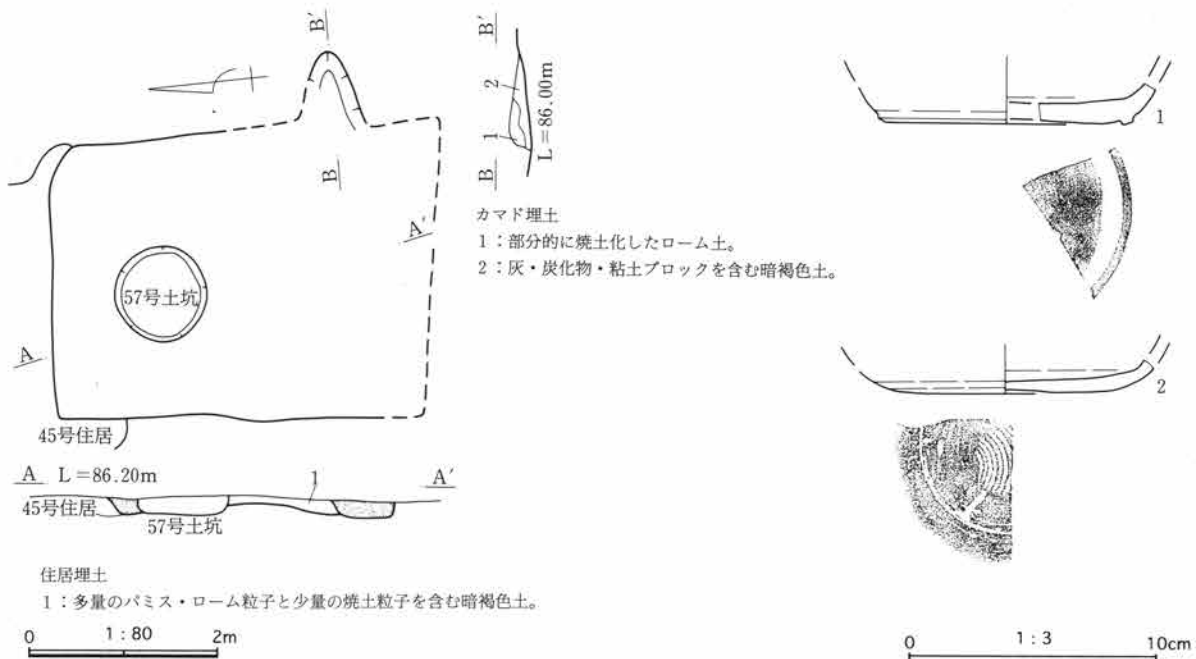 B′
B
A
A′
57号土坑
45号住居
B′
2
1
B
L=86.00m
カマド埋土
1：部分的に焼土化したローム土。
2：灰・炭化物・粘土ブロックを含む暗褐色土。
A L=86.20m 1 A′
45号住居
57号土坑
住居埋土
1：多量のパミス・ローム粒子と少量の焼土粒子を含む暗褐色土。
0 1：80 2m
1
2
0 1：3 10cm